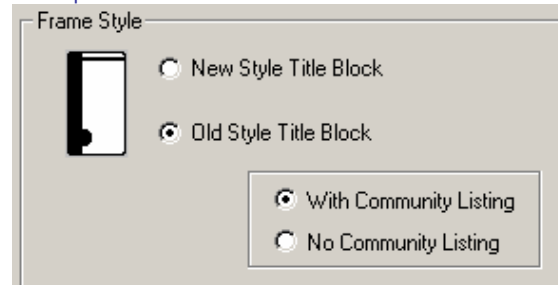 Frame Style
New Style Title Block
Old Style Title Block
With Community Listing
No Community Listing